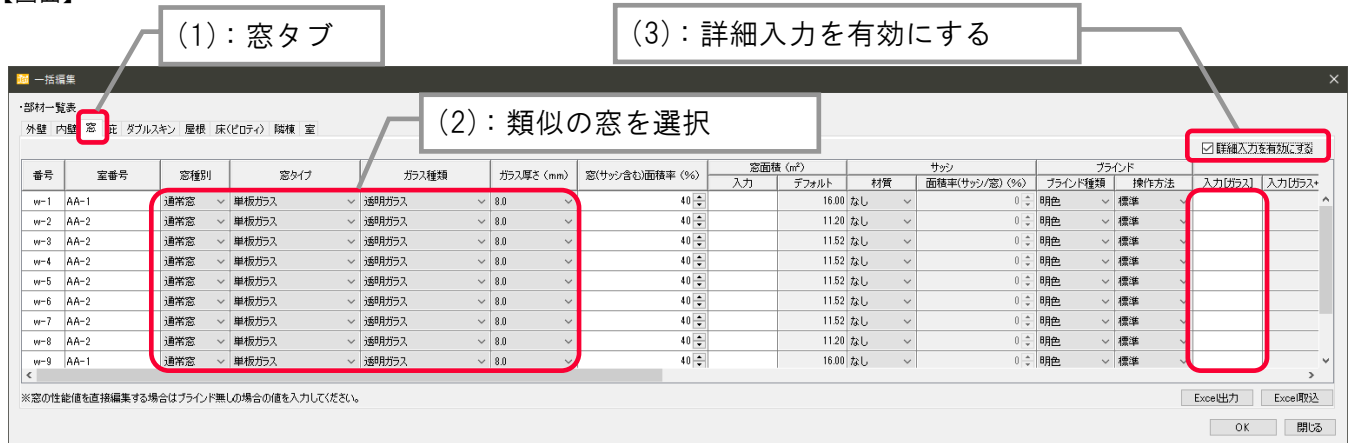 (1)：窓タブ
(3)：詳細入力を有効にする
一括編集
・部材一覧表
(2)：類似の窓を選択
外壁 内壁 窓 庇 ダブルスキン 屋根 床(ピロティ) 隣棟 室
詳細入力を有効にする
番号 室番号 窓種別 窓タイプ ガラス種類 ガラス厚さ (mm) 窓(サッシ含む)面積率 (%) 窓面積 (㎡) サッシ ブラインド
入力 デフォルト 材質 面積率(サッシ/窓) (%) ブラインド種類 操作方法 入力[ガラス] 入力[ガラス+
w-1 AA-1 通常窓 単板ガラス 透明ガラス 8.0 40 16.00 なし 0 明色 標準
w-2 AA-2 通常窓 単板ガラス 透明ガラス 8.0 40 11.20 なし 0 明色 標準
w-3 AA-2 通常窓 単板ガラス 透明ガラス 8.0 40 11.52 なし 0 明色 標準
w-4 AA-2 通常窓 単板ガラス 透明ガラス 8.0 40 11.52 なし 0 明色 標準
w-5 AA-2 通常窓 単板ガラス 透明ガラス 8.0 40 11.52 なし 0 明色 標準
w-6 AA-2 通常窓 単板ガラス 透明ガラス 8.0 40 11.52 なし 0 明色 標準
w-7 AA-2 通常窓 単板ガラス 透明ガラス 8.0 40 11.52 なし 0 明色 標準
w-8 AA-2 通常窓 単板ガラス 透明ガラス 8.0 40 11.20 なし 0 明色 標準
w-9 AA-1 通常窓 単板ガラス 透明ガラス 8.0 40 16.00 なし 0 明色 標準
※窓の性能値を直接編集する場合はブラインド無しの場合の値を入力してください。
Excel出力 Excel取込
OK 閉じる